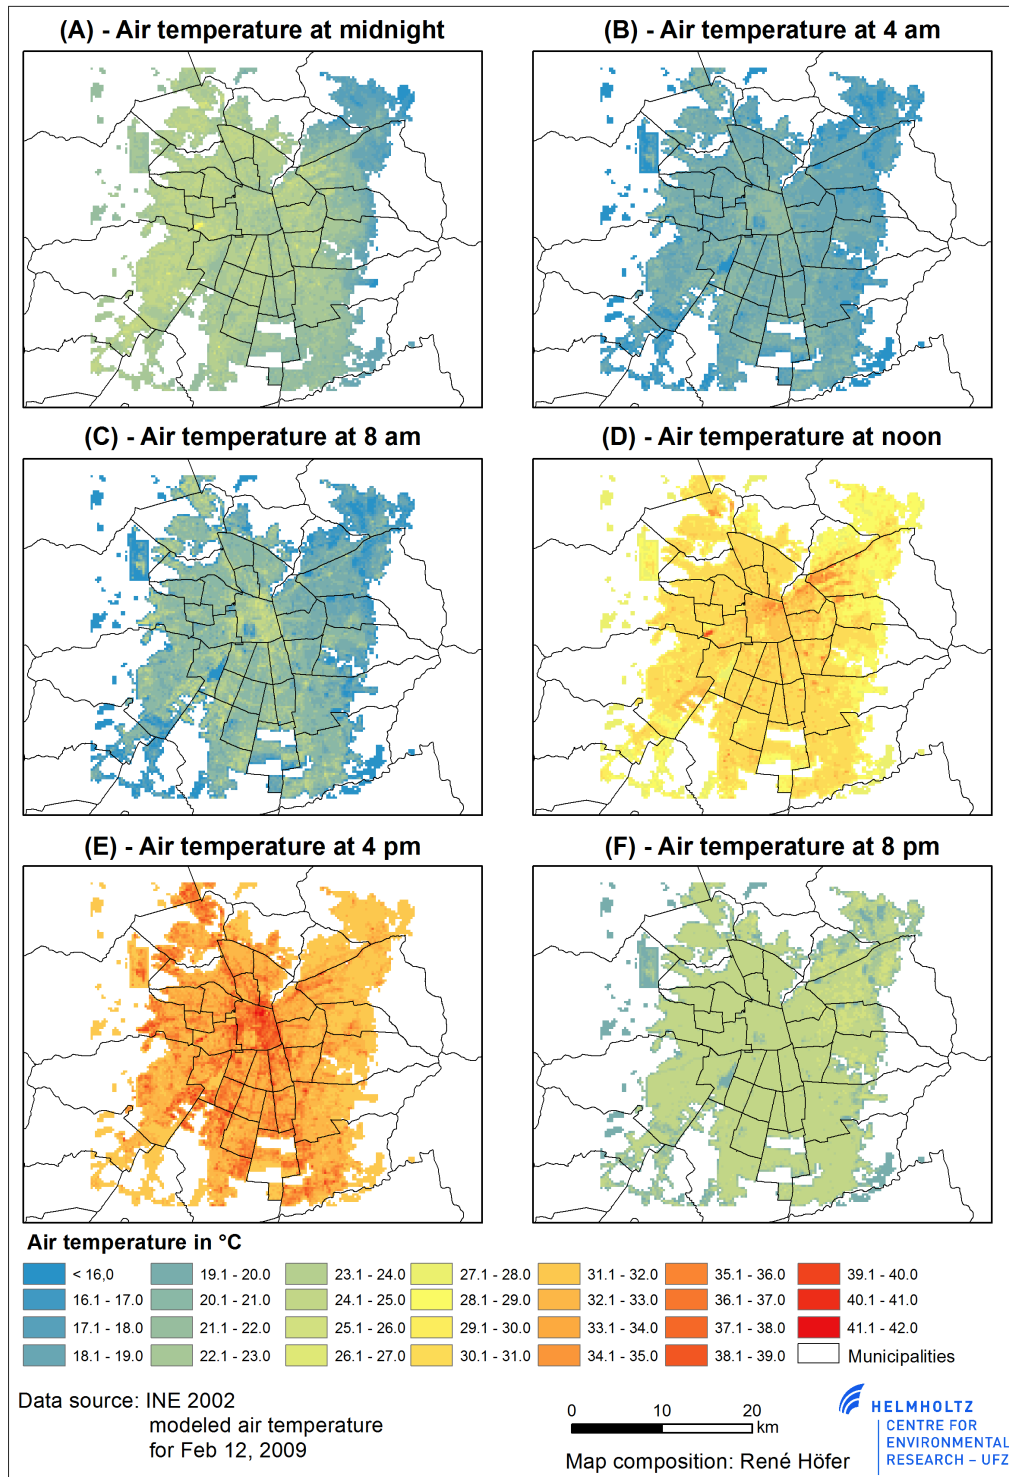 (A) - Air temperature at midnight
(B) - Air temperature at 4 am
(C) - Air temperature at 8 am
(D) - Air temperature at noon
(E) - Air temperature at 4 pm
(F) - Air temperature at 8 pm
Air temperature in °C
< 16,0
16.1 - 17.0
17.1 - 18.0
18.1 - 19.0
19.1 - 20.0
20.1 - 21.0
21.1 - 22.0
22.1 - 23.0
23.1 - 24.0
24.1 - 25.0
25.1 - 26.0
26.1 - 27.0
27.1 - 28.0
28.1 - 29.0
29.1 - 30.0
30.1 - 31.0
31.1 - 32.0
32.1 - 33.0
33.1 - 34.0
34.1 - 35.0
35.1 - 36.0
36.1 - 37.0
37.1 - 38.0
38.1 - 39.0
39.1 - 40.0
40.1 - 41.0
41.1 - 42.0
Municipalities
Data source: INE 2002
modeled air temperature
for Feb 12, 2009
0 10 20
km
Map composition: René Höfer
HELMHOLTZ
CENTRE FOR
ENVIRONMENTAL
RESEARCH – UFZ